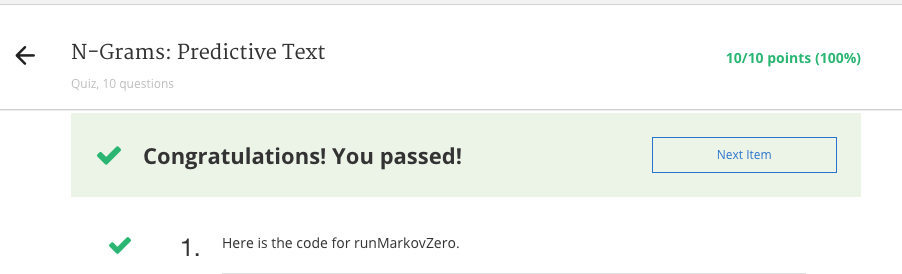 N-Grams: Predictive Text
10/10 points (100%)
Quiz, 10 questions
Congratulations! You passed!
Next Item
1. Here is the code for runMarkovZero.